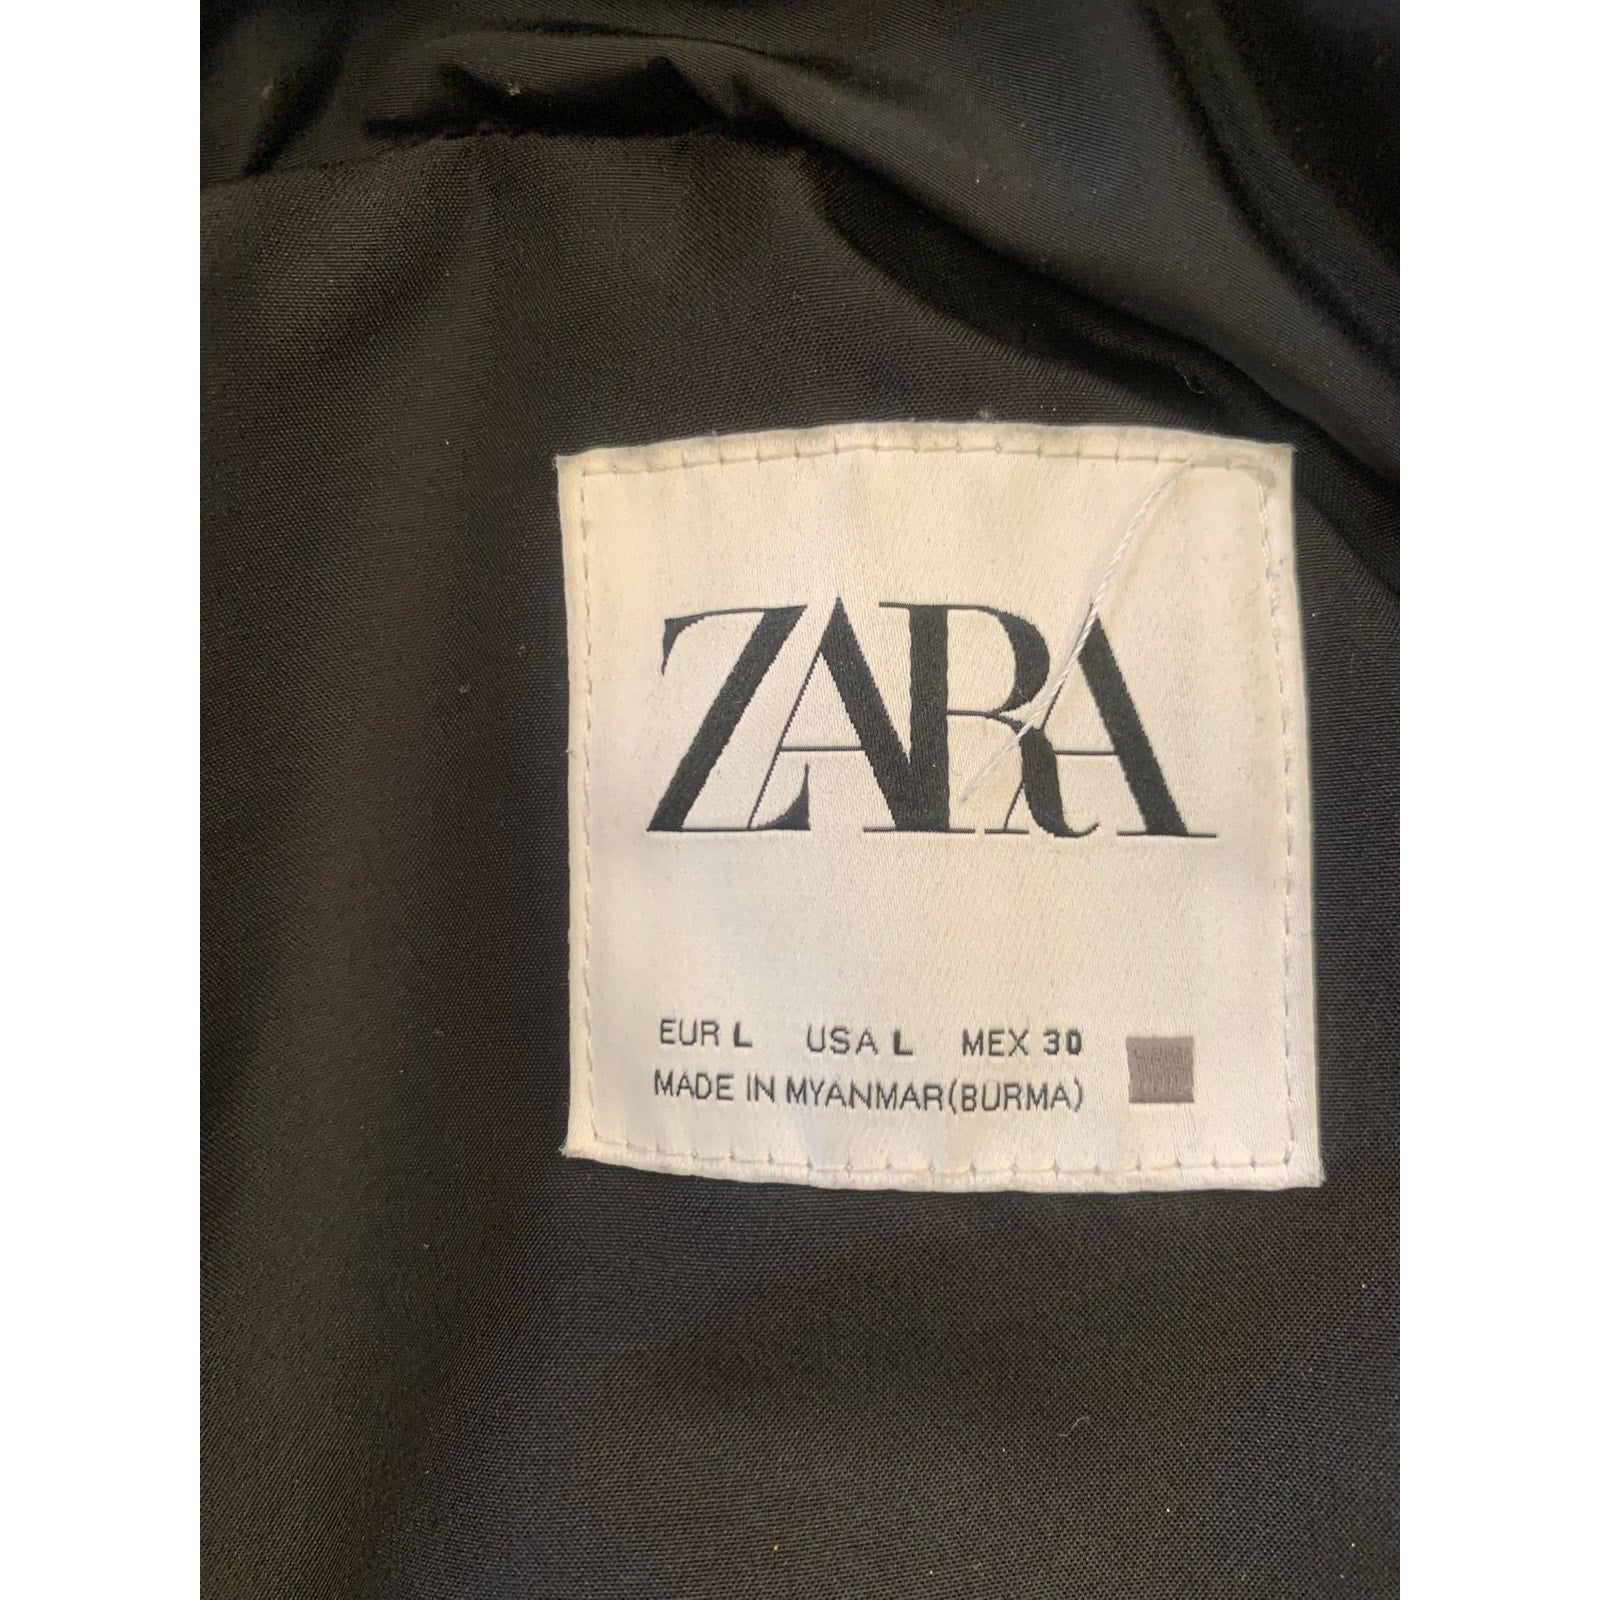 ZARA
EUR L USA L MEX 30
MADE IN MYANMAR(BURMA)